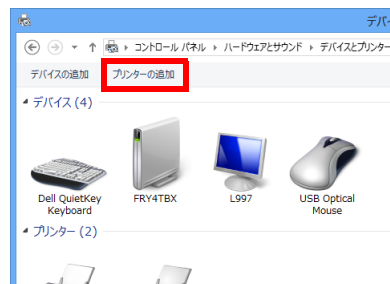 デバ
コントロール パネル ▸ ハードウェアとサウンド ▸ デバイスとプリンター
デバイスの追加 プリンターの追加
デバイス (4)
Dell QuietKey Keyboard
FRY4TBX
L997
USB Optical Mouse
プリンター (2)